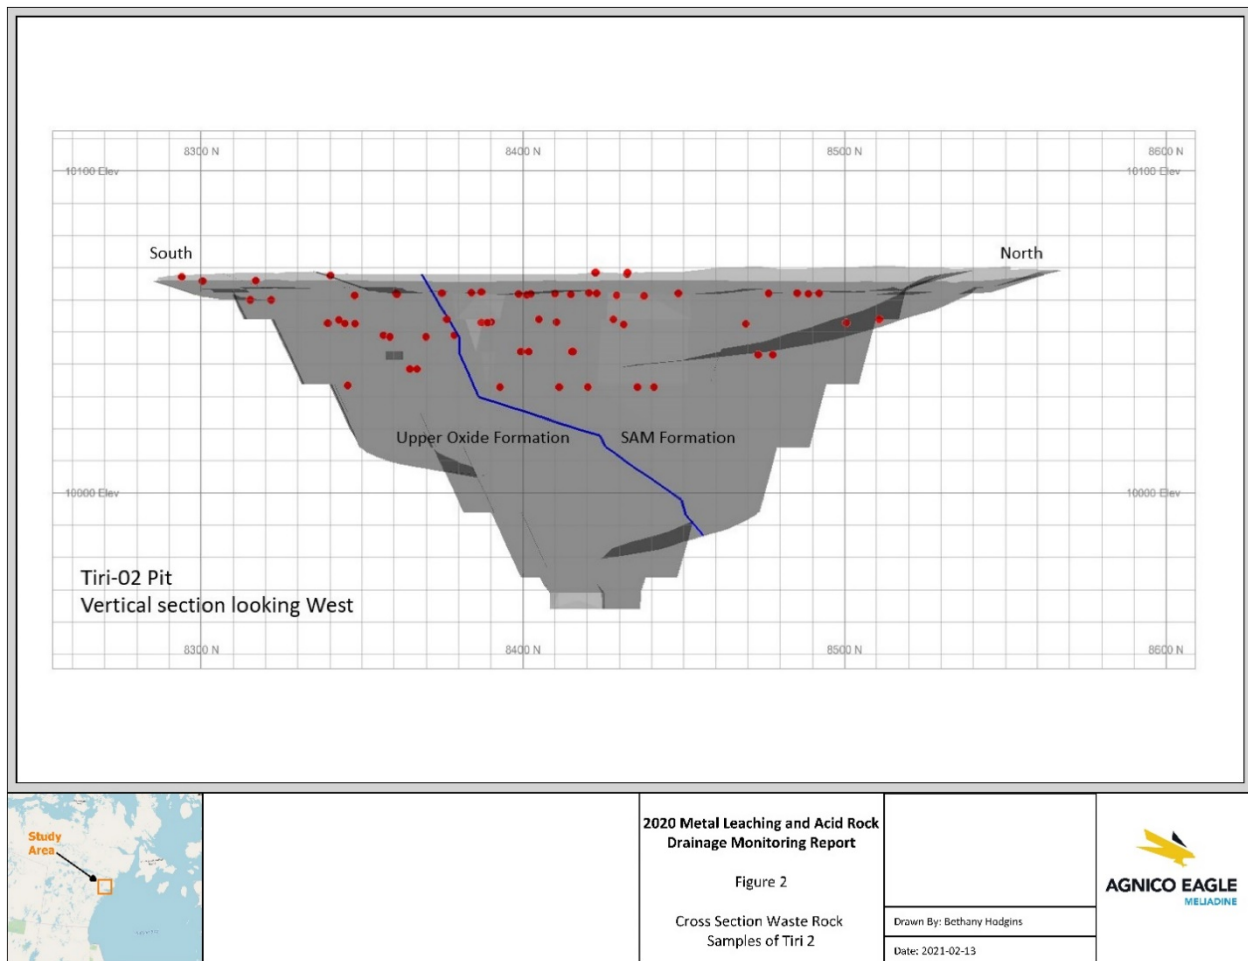 8300 N
8400 N
8500 N
8600 N
10100 Elev
10100 Elev
South
North
Upper Oxide Formation
SAM Formation
10000 Elev
10000 Elev
Tiri-02 Pit
Vertical section looking West
8300 N
8400 N
8500 N
8600 N
Study
Area
2020 Metal Leaching and Acid Rock
Drainage Monitoring Report
Figure 2
Cross Section Waste Rock
Samples of Tiri 2
Drawn By: Bethany Hodgins
Date: 2021-02-13
AGNICO EAGLE
MELIADINE